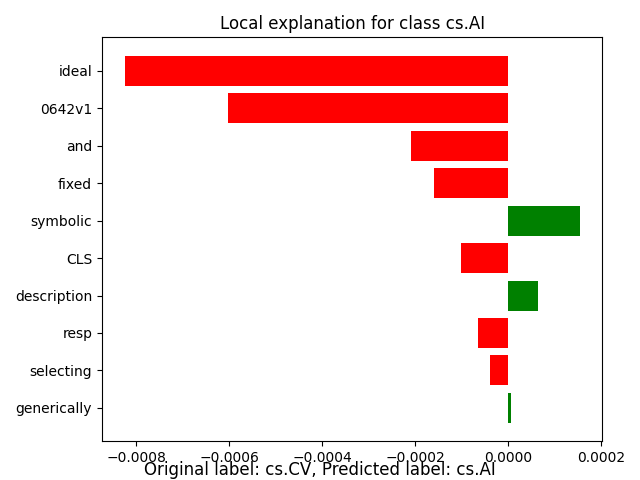 Local explanation for class cs.AI
ideal
0642v1
and
fixed
symbolic
CLS
description
resp
selecting
generically
−0.0008 −0.0006 −0.0004 −0.0002 0.0000 0.0002
Original label: cs.CV, Predicted label: cs.AI